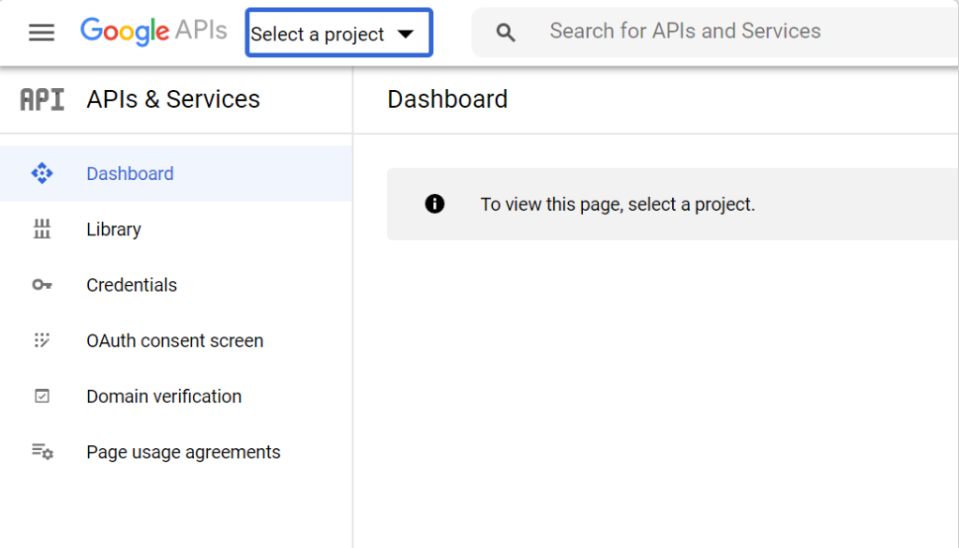 Google APIs Select a project Search for APIs and Services
API APIs & Services Dashboard
Dashboard
To view this page, select a project.
Library
Credentials
OAuth consent screen
Domain verification
Page usage agreements